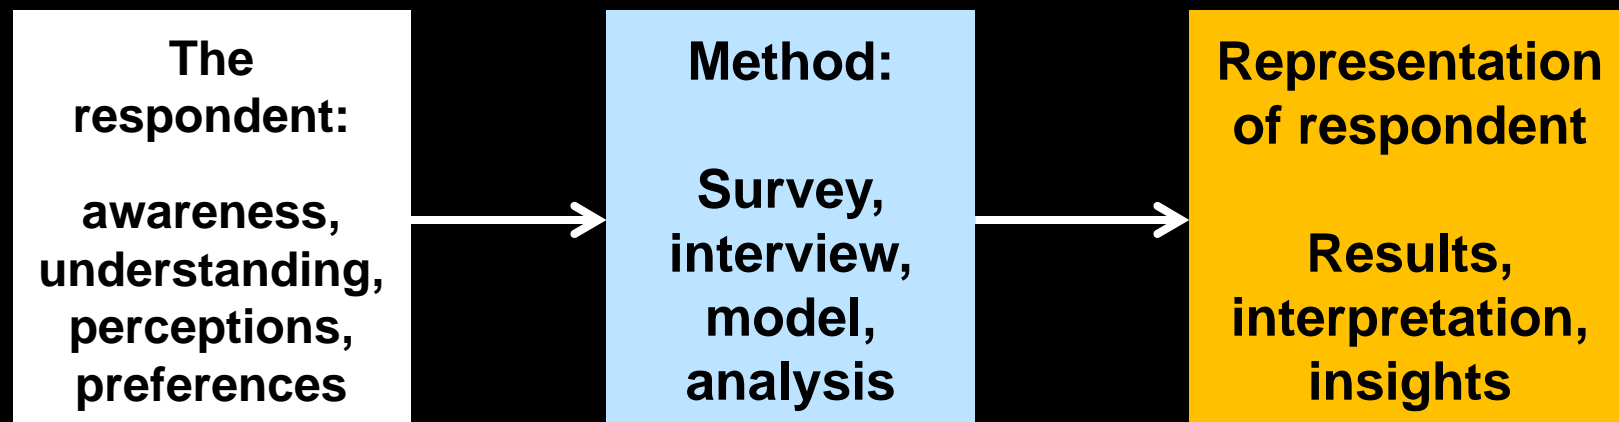 The
respondent:
awareness,
understanding,
perceptions,
preferences
Method:
Survey,
interview,
model,
analysis
Representation
of respondent
Results,
interpretation,
insights